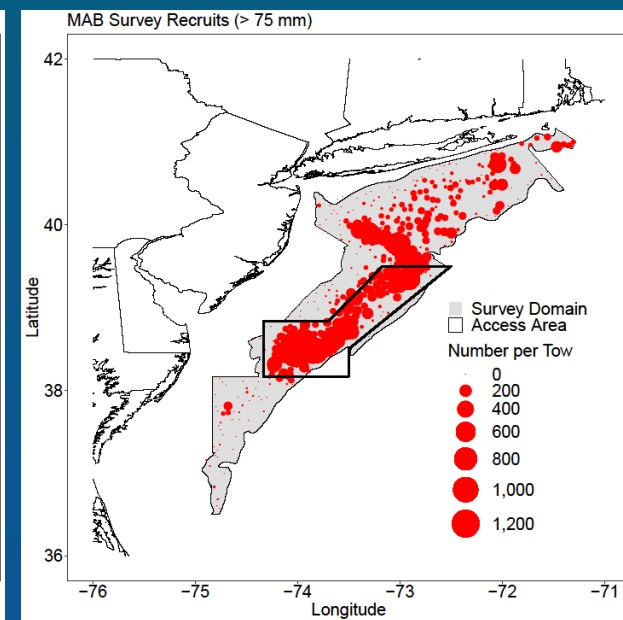 MAB Survey Recruits (> 75 mm)
42
40
38
36
Latitude
Survey Domain
Access Area
Number per Tow
0
200
400
600
800
1,000
1,200
−76
−75
−74
−73
−72
−71
Longitude